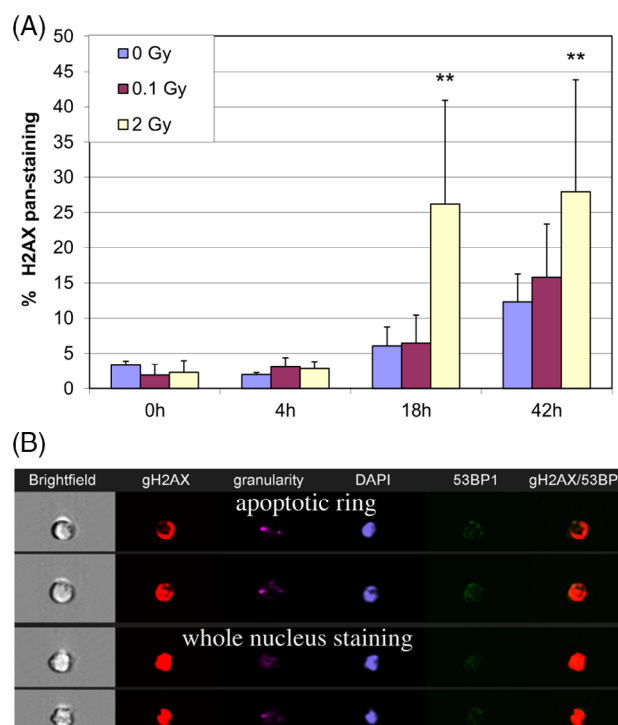 (A)
50
45
40
35
30
25
20
15
10
5
0
% H2AX pan-staining
0 Gy
0.1 Gy
2 Gy
** **
0h 4h 18h 42h
(B)
Brightfield gH2AX granularity DAPI 53BP1 gH2AX/53BP
apoptotic ring
whole nucleus staining